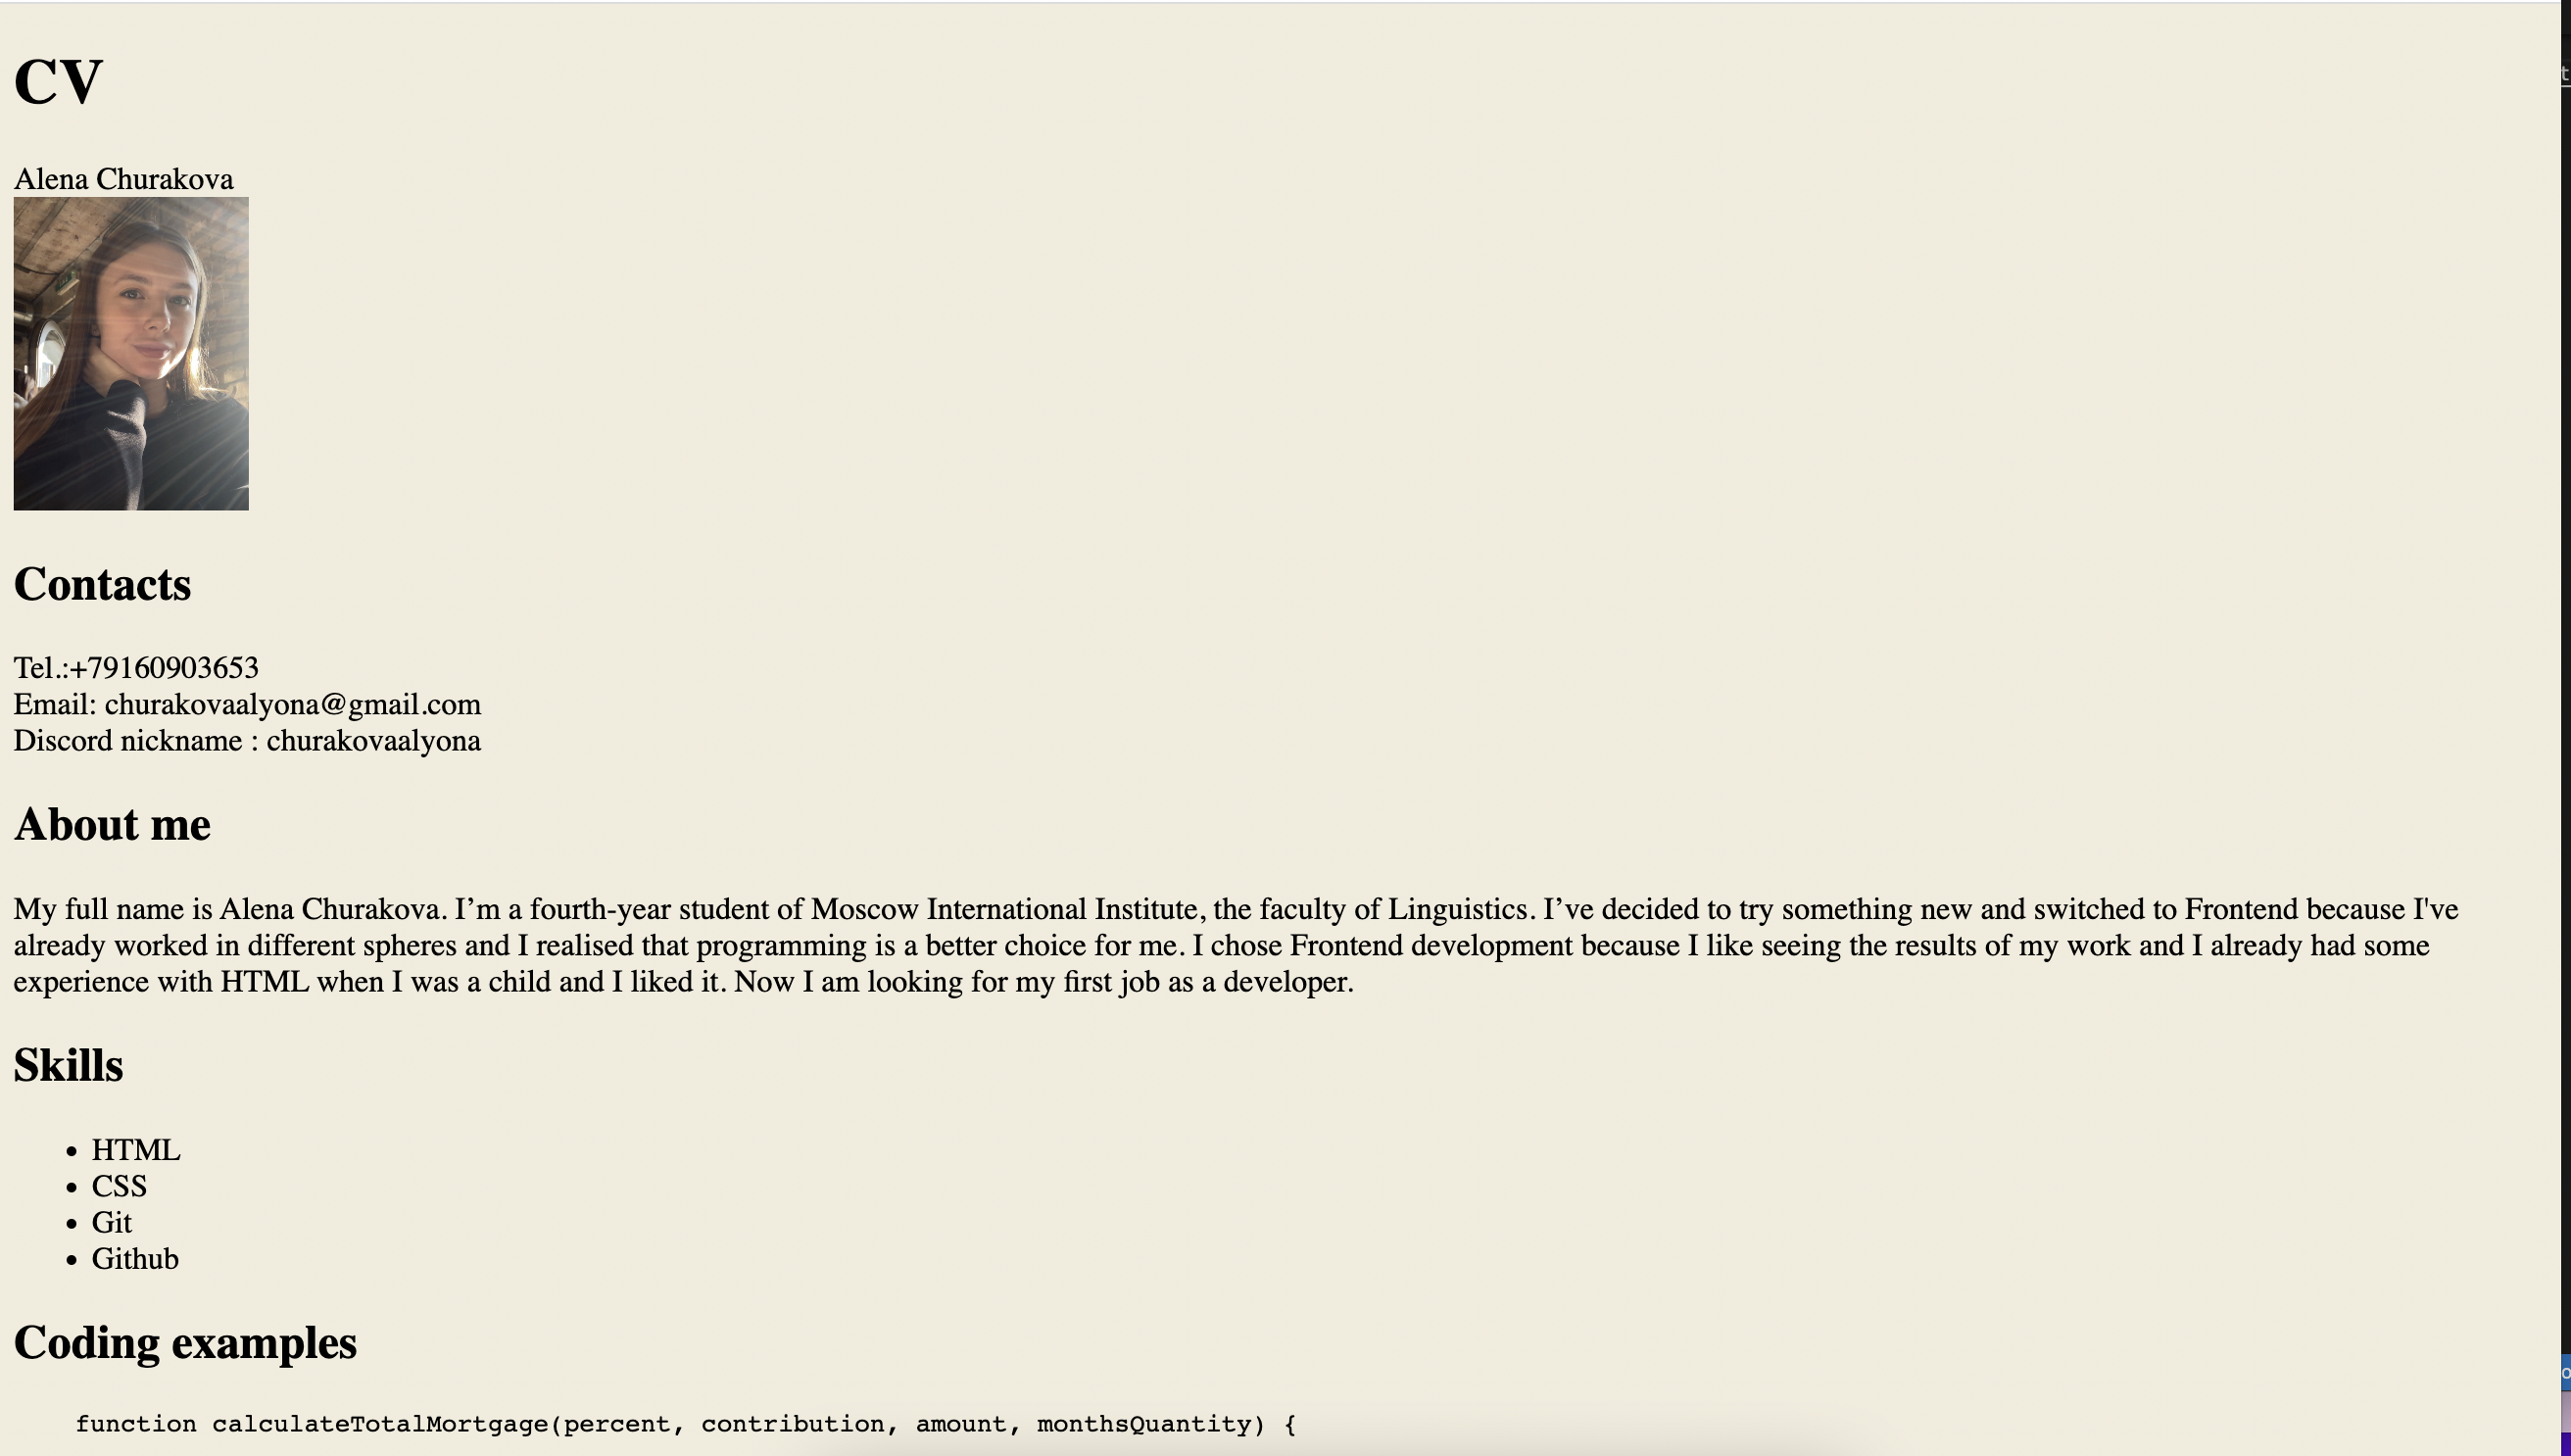 CV
Alena Churakova
Contacts
Tel.:+79160903653
Email: churakovaalyona@gmail.com
Discord nickname : churakovaalyona
About me
My full name is Alena Churakova. I’m a fourth-year student of Moscow International Institute, the faculty of Linguistics. I’ve decided to try something new and switched to Frontend because I've
already worked in different spheres and I realised that programming is a better choice for me. I chose Frontend development because I like seeing the results of my work and I already had some
experience with HTML when I was a child and I liked it. Now I am looking for my first job as a developer.
Skills
• HTML
• CSS
• Git
• Github
Coding examples
function calculateTotalMortgage(percent, contribution, amount, monthsQuantity) {